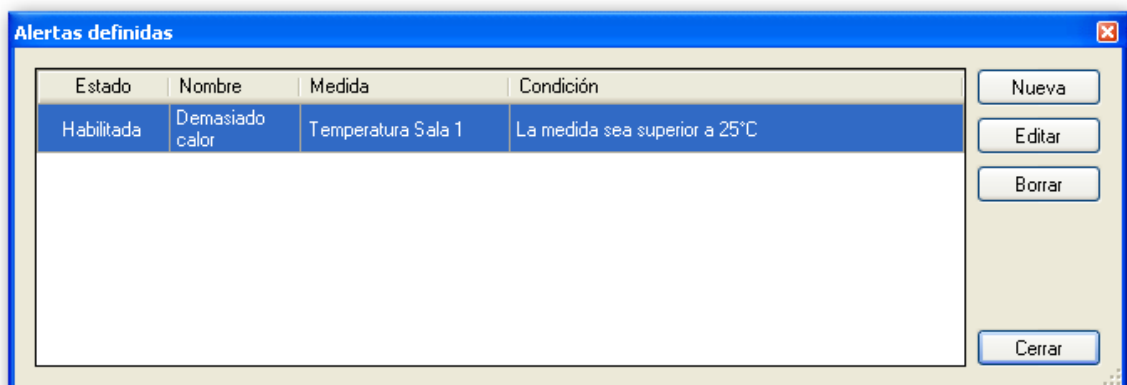 Alertas definidas
Estado Nombre Medida Condición
Nueva
Habilitada Demasiado calor Temperatura Sala 1 La medida sea superior a 25°C
Editar
Borrar
Cerrar